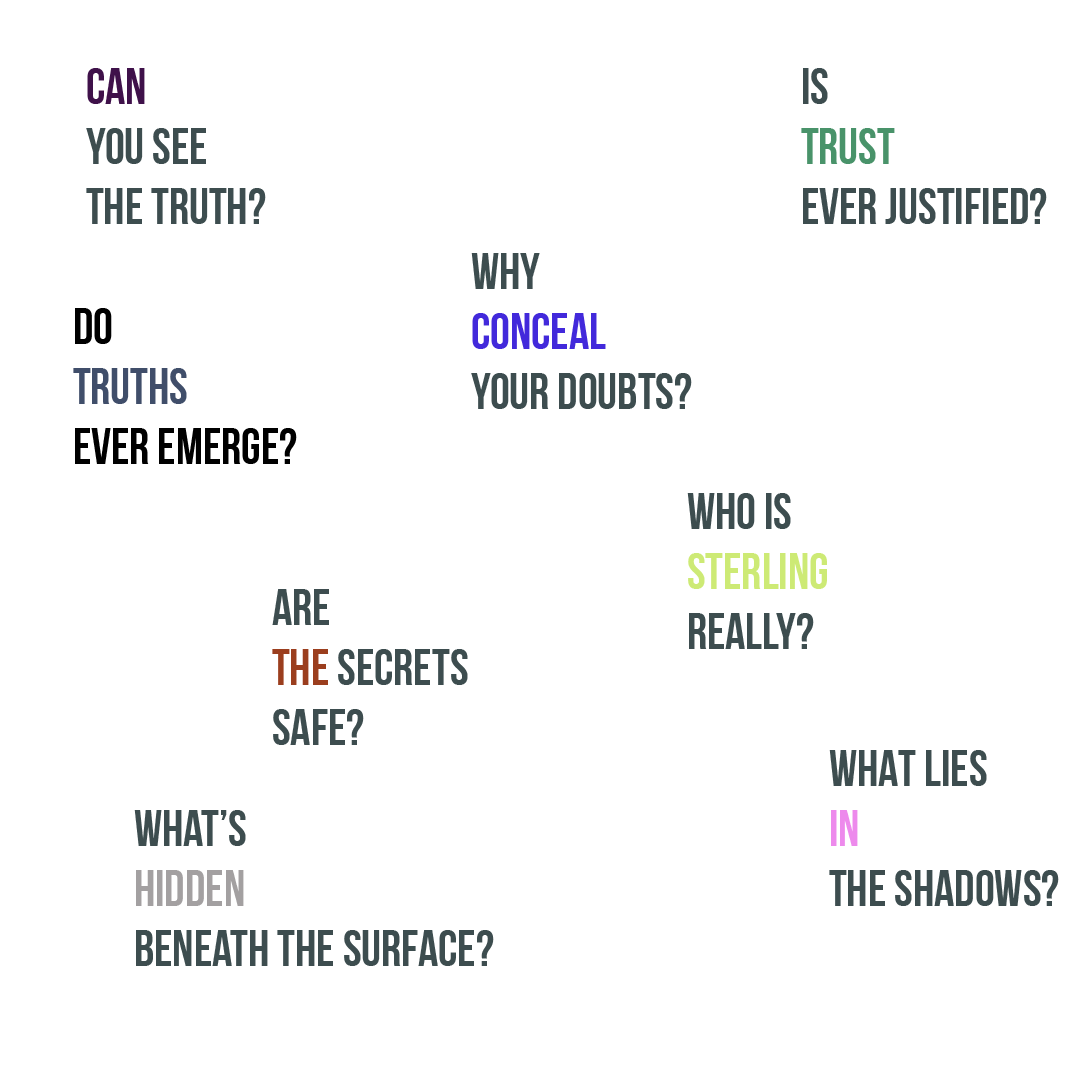 CAN
YOU SEE
THE TRUTH?
IS
TRUST
EVER JUSTIFIED?
WHY
CONCEAL
YOUR DOUBTS?
DO
TRUTHS
EVER EMERGE?
WHO IS
STERLING
REALLY?
ARE
THE SECRETS
SAFE?
WHAT LIES
IN
THE SHADOWS?
WHAT’S
HIDDEN
BENEATH THE SURFACE?